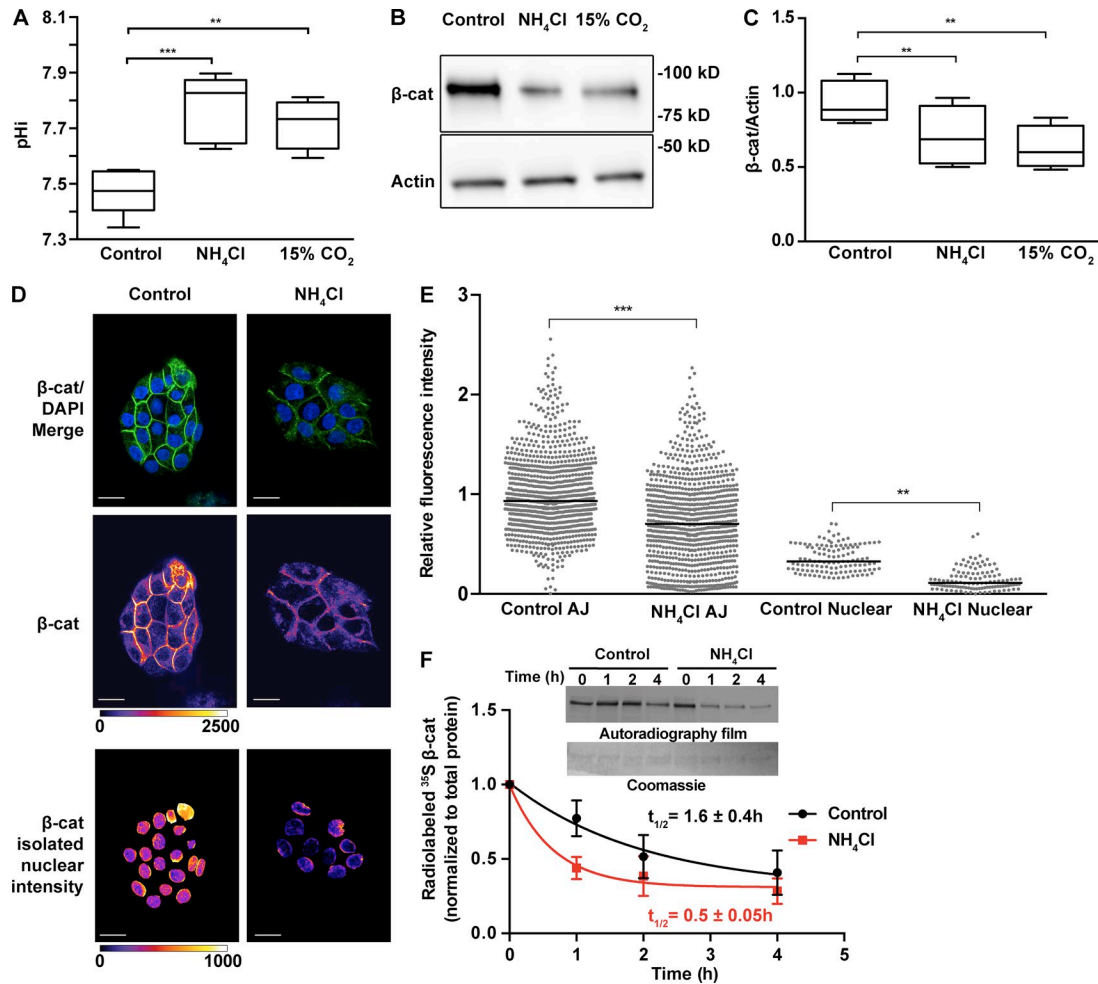 A
**
***
7.9
7.7
7.5
7.3
pHi
Control
NH₄Cl
15% CO₂
B
Control NH₄Cl 15% CO₂
β-cat
-100 kD
-75 kD
-50 kD
Actin
C
**
**
1.5
1.0
0.5
0.0
β-cat/Actin
Control
NH₄Cl
15% CO₂
D
Control
NH₄Cl
β-cat/
DAPI
Merge
β-cat
0
2500
β-cat
isolated
nuclear
intensity
0
1000
E
***
**
3
2
1
0
Relative fluorescence intensity
Control AJ
NH₄Cl AJ
Control Nuclear
NH₄Cl Nuclear
F
Control
NH₄Cl
Time (h) 0 1 2 4 0 1 2 4
Autoradiography film
Coomassie
1.5
1.0
0.5
0.0
Radiolabeled ³⁵S β-cat
(normalized to total protein)
t₁/₂= 1.6 ± 0.4h
t₁/₂= 0.5 ± 0.05h
Control
NH₄Cl
0 1 2 3 4 5
Time (h)